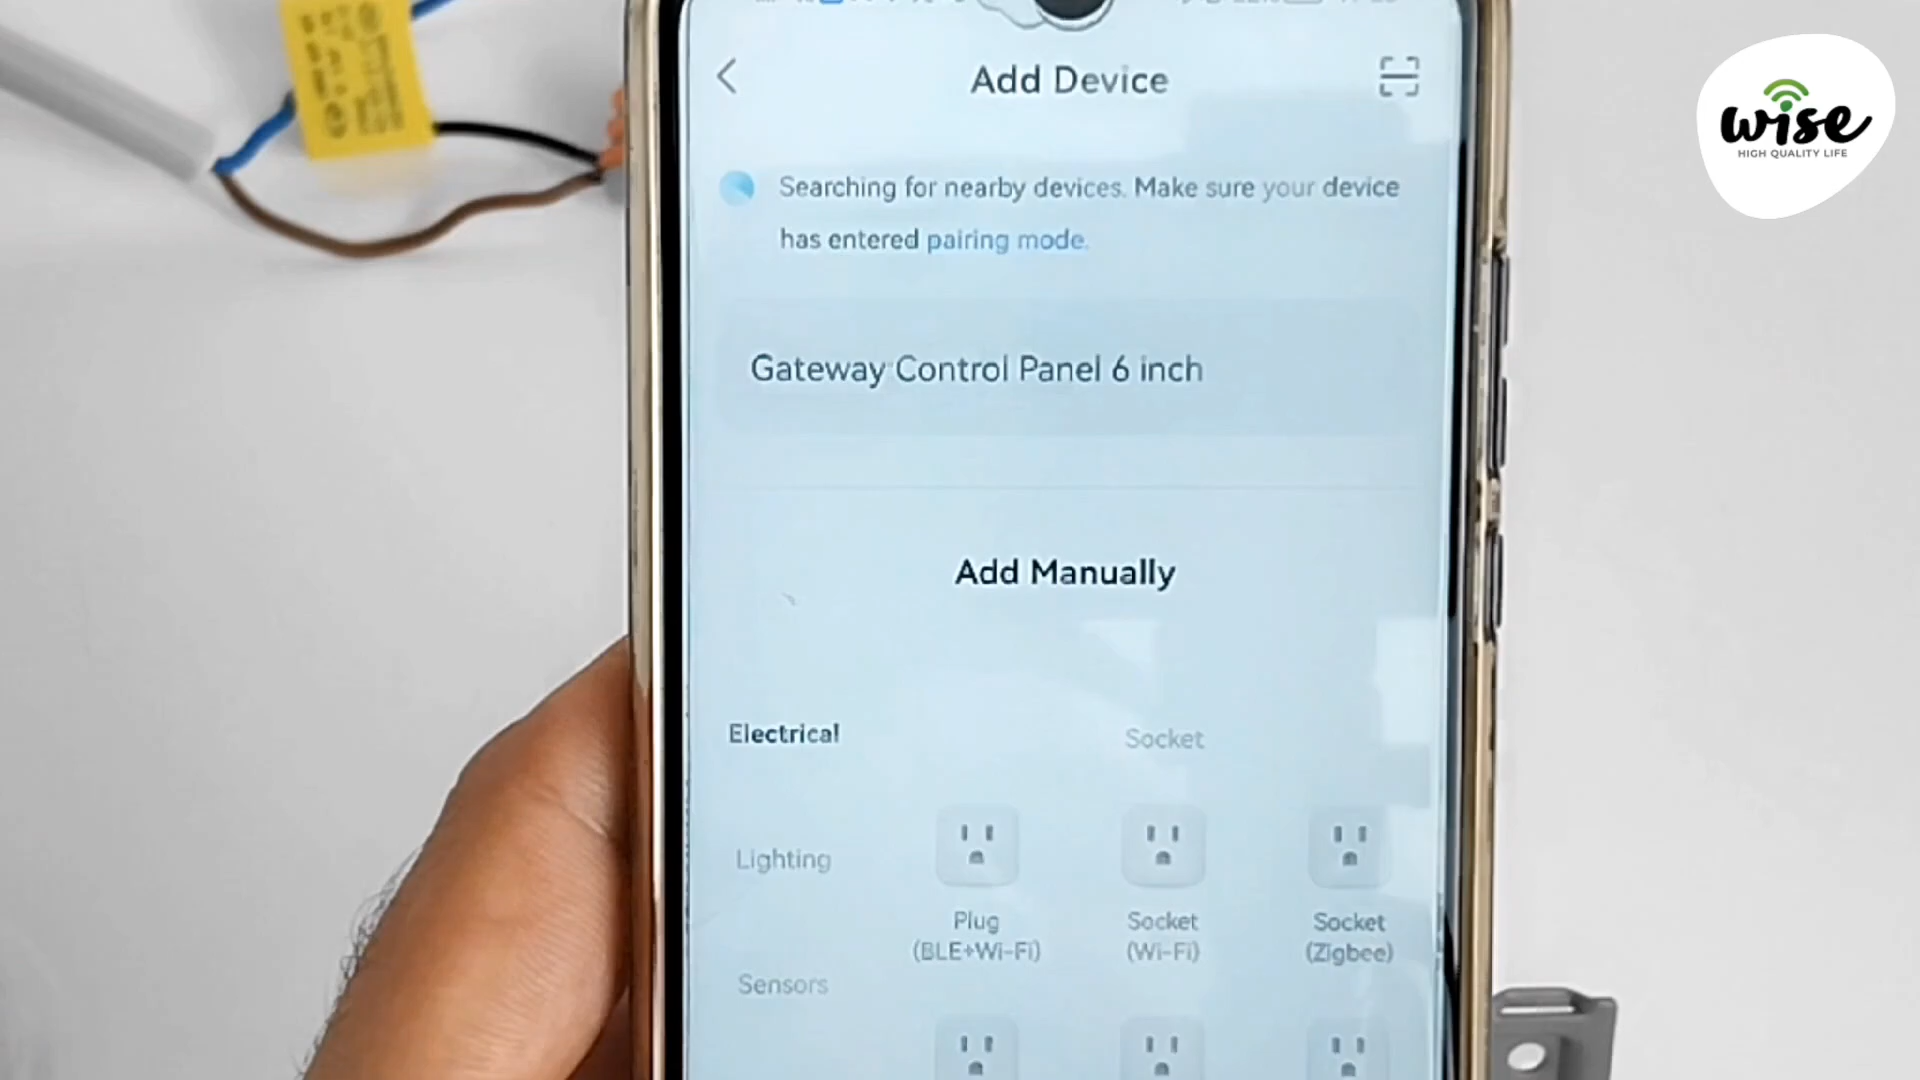 Add Device
wise
HIGH QUALITY LIFE
Searching for nearby devices. Make sure your device
has entered pairing mode.
Gateway Control Panel 6 inch
Add Manually
Electrical
Socket
Lighting
Plug
(BLE+Wi-Fi)
Socket
(Wi-Fi)
Socket
(Zigbee)
Sensors